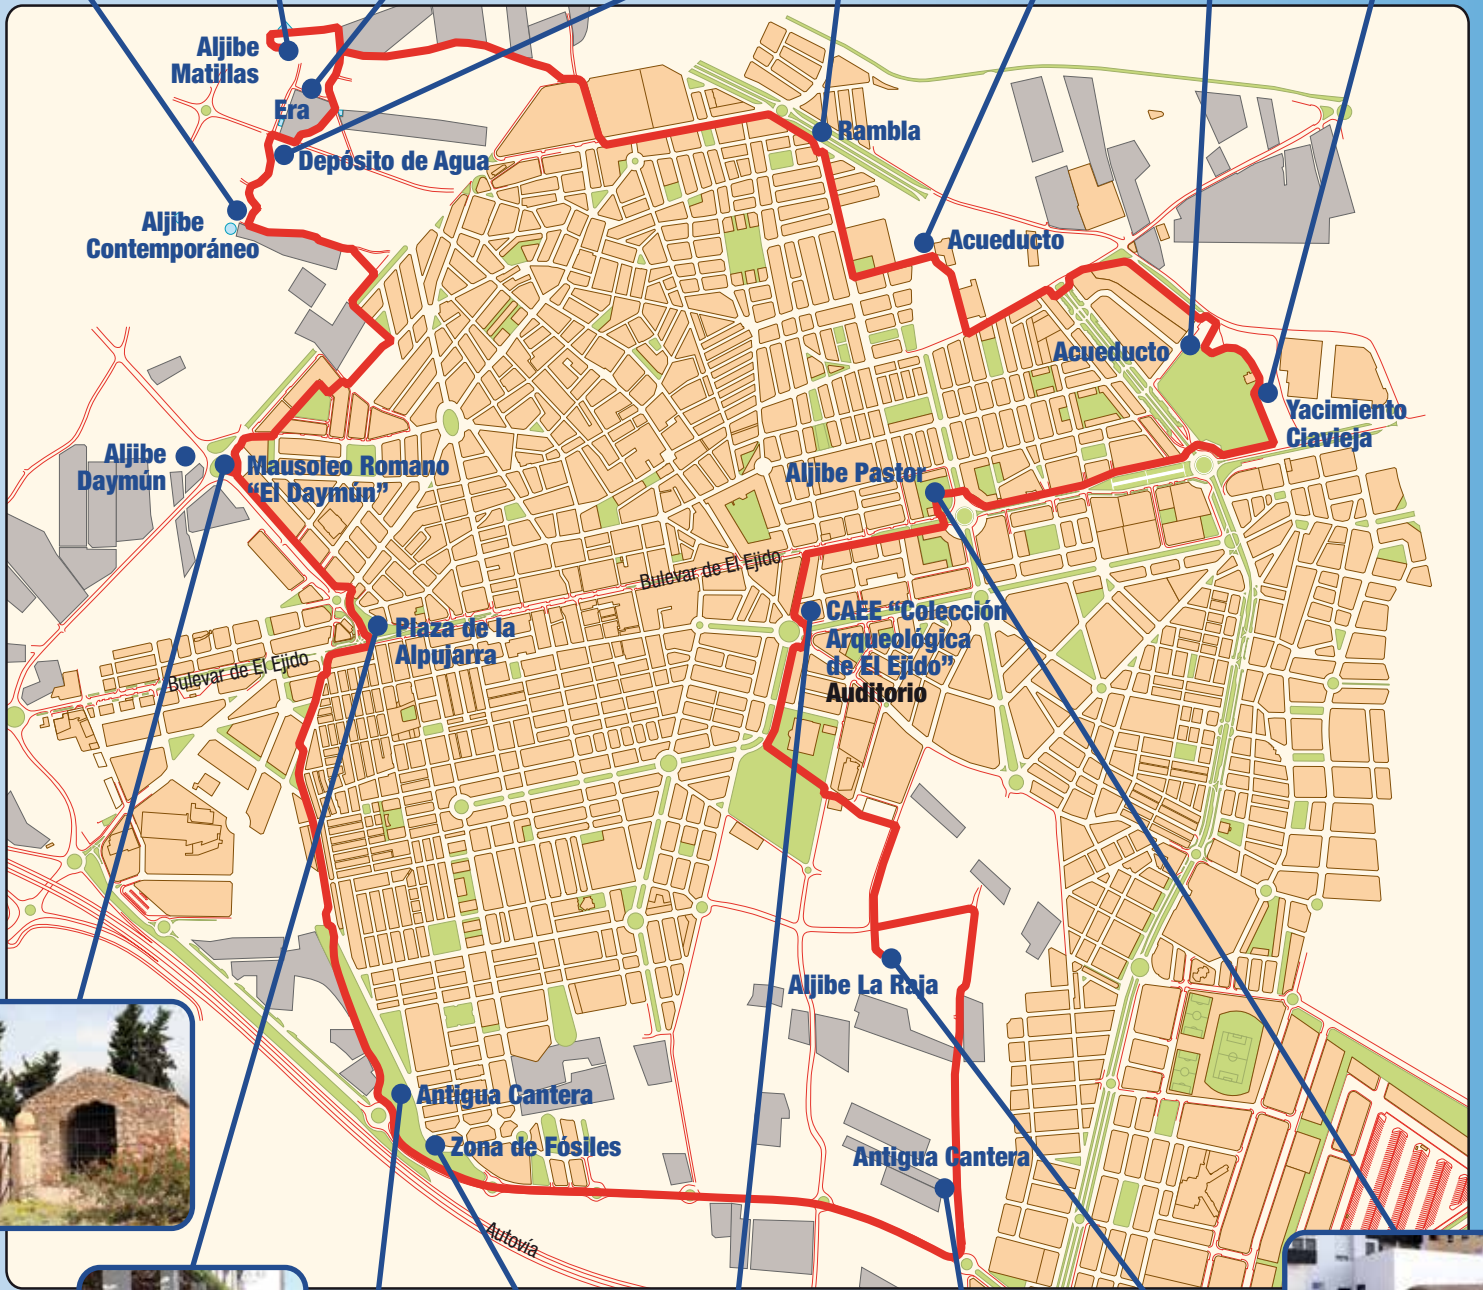 Aljibe
Matillas
Era
Depósito de Agua
Rambla
Aljibe
Contemporáneo
Acueducto
Acueducto
Yacimiento
Ciavieja
Aljibe
Daymún
Mausoleo Romano
“El Daymún”
Aljibe Pastor
Bulevar de El Ejido
CAEE “Colección
Arqueológica
de El Ejido”
Auditorio
Plaza de la
Alpujarra
Bulevar de El Ejido
Aljibe La Raja
Antigua Cantera
Zona de Fósiles
Antigua Cantera
Autovía